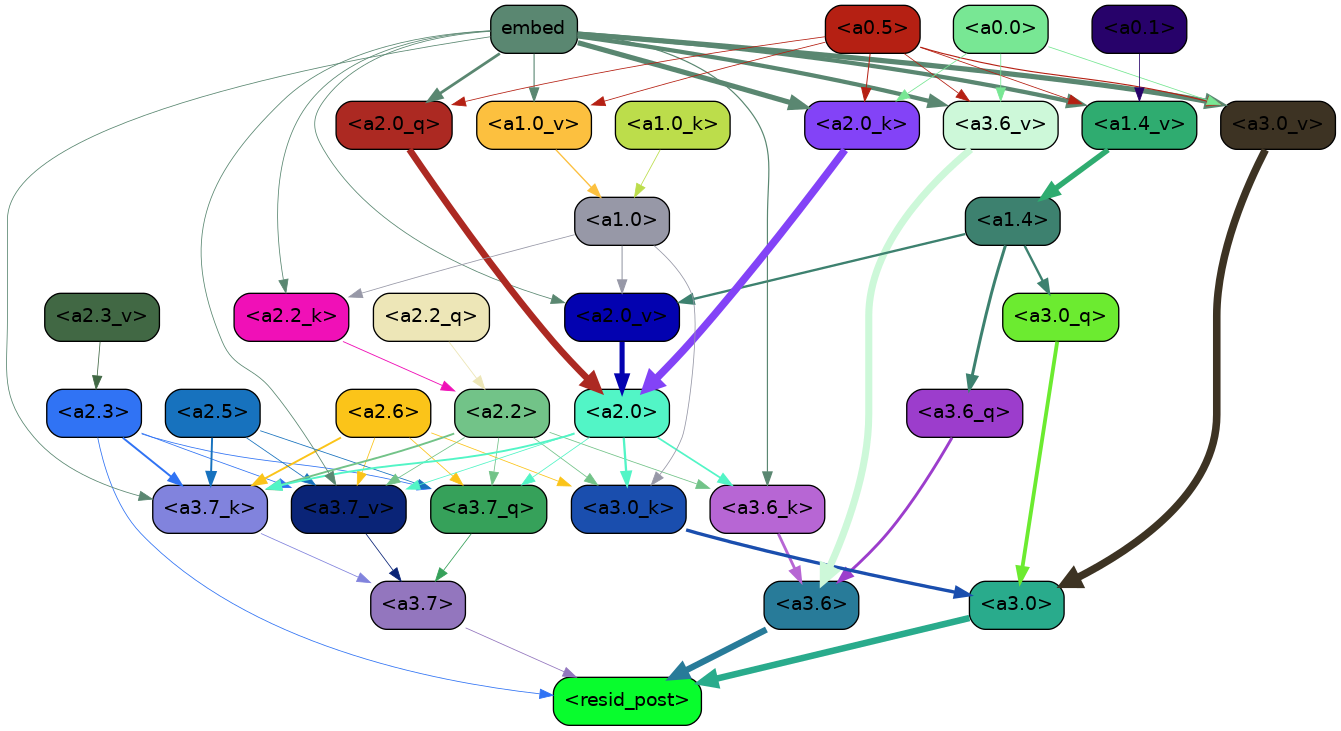 embed <a0.5> <a0.0> <a0.1>
<a2.0_q> <a1.0_v> <a1.0_k> <a2.0_k> <a3.6_v> <a1.4_v> <a3.0_v>
<a1.0> <a1.4>
<a2.3_v> <a2.2_k> <a2.2_q> <a2.0_v> <a3.0_q>
<a2.3> <a2.5> <a2.6> <a2.2> <a2.0> <a3.6_q>
<a3.7_k> <a3.7_v> <a3.7_q> <a3.0_k> <a3.6_k>
<a3.7> <a3.6> <a3.0>
<resid_post>